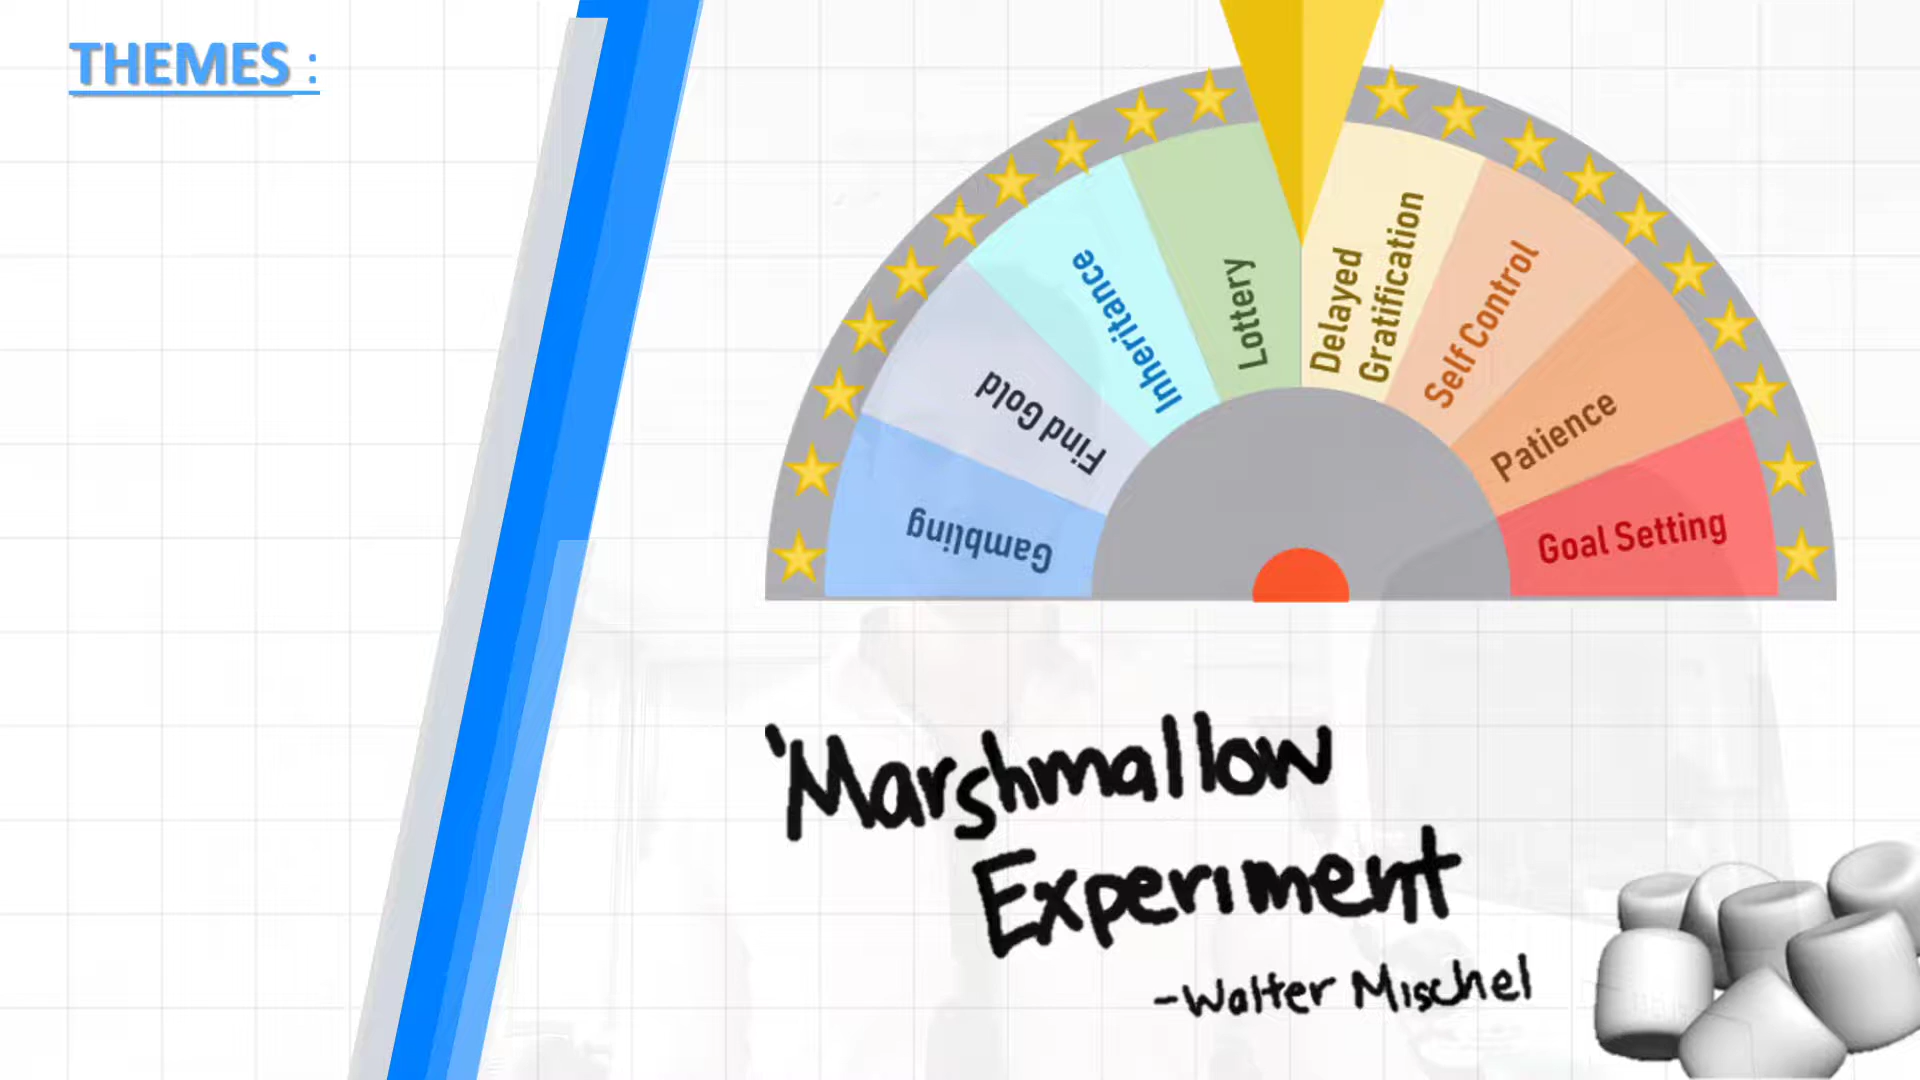 THEMES :
Gambling
Find Gold
Inheritance
Lottery
Delayed
Gratification
Self Control
Patience
Goal Setting
'Marshmallow
Experiment
-Walter Mischel